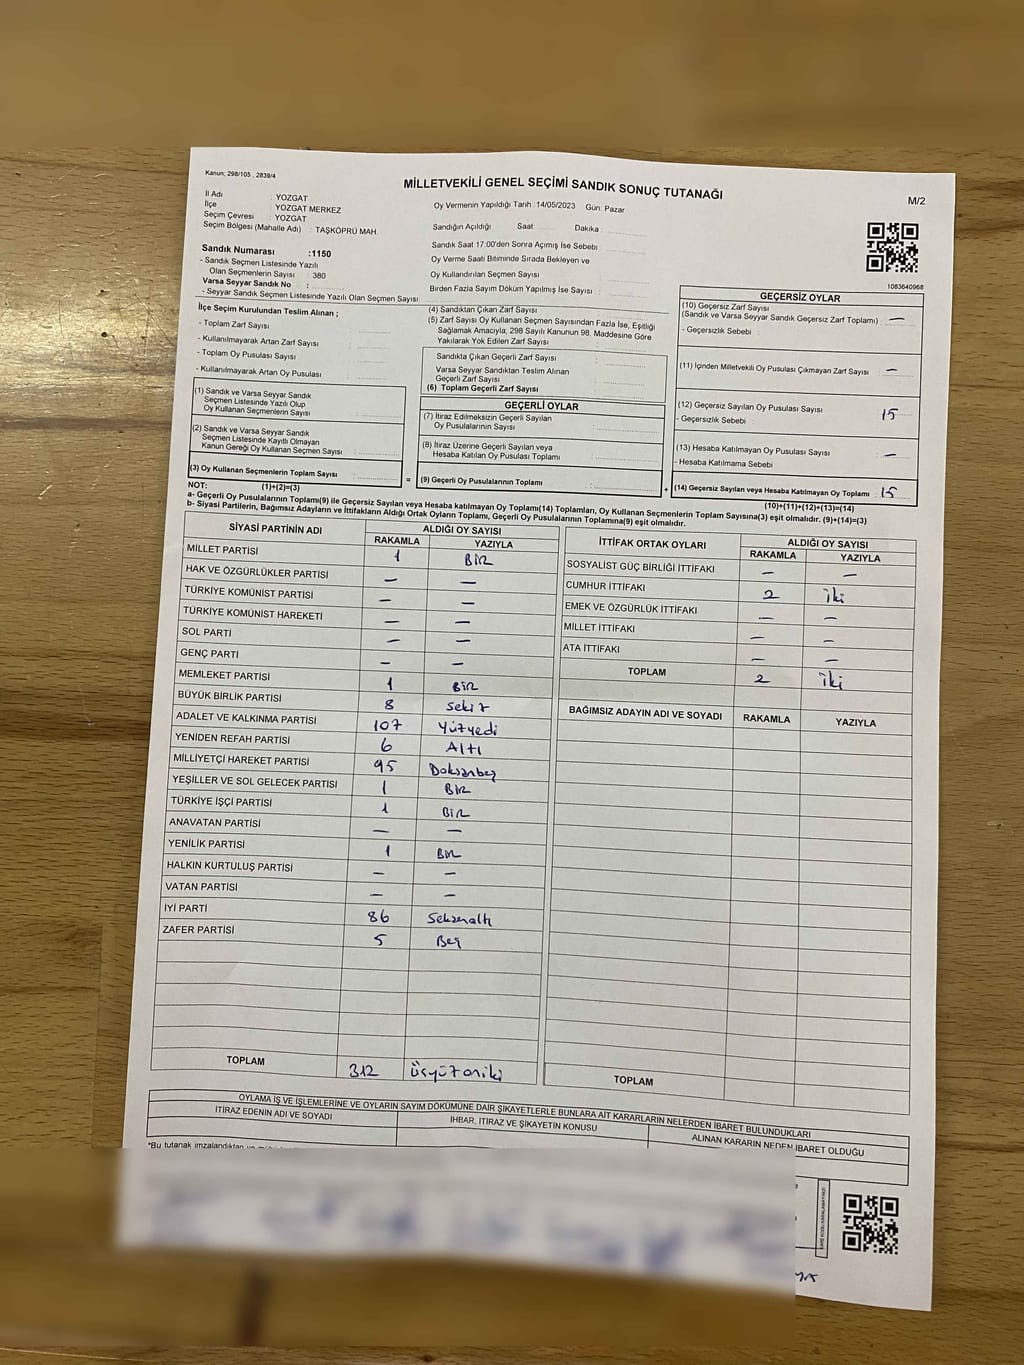 Kanun: 298/105 , 2839/4
MİLLETVEKİLİ GENEL SEÇİMİ SANDIK SONUÇ TUTANAĞI
M/2
İl Adı : YOZGAT
İlçe : YOZGAT MERKEZ
Seçim Çevresi : YOZGAT
Seçim Bölgesi (Mahalle Adı) : TAŞKÖPRÜ MAH.
Oy Vermenin Yapıldığı Tarih : 14/05/2023 Gün: Pazar
Sandığın Açıldığı Saat Dakika :
Sandık Saat 17:00'den Sonra Açımış İse Sebebi
Oy Verme Saati Bitiminde Sırada Bekleyen ve
Oy Kullandırılan Seçmen Sayısı
Birden Fazla Sayım Döküm Yapılmış İse Sayısı :
1083640968
Sandık Numarası :1150
- Sandık Seçmen Listesinde Yazılı
Olan Seçmenlerin Sayısı : 380
Varsa Seyyar Sandık No :
- Seyyar Sandık Seçmen Listesinde Yazılı Olan Seçmen Sayısı
İlçe Seçim Kurulundan Teslim Alınan ;
- Toplam Zarf Sayısı :
- Kullanılmayarak Artan Zarf Sayısı
- Toplam Oy Pusulası Sayısı :
- Kullanılmayarak Artan Oy Pusulası
(1) Sandık ve Varsa Seyyar Sandık
Seçmen Listesinde Yazılı Olup
Oy Kullanan Seçmenlerin Sayısı :
(2) Sandık ve Varsa Seyyar Sandık
Seçmen Listesinde Kayıtlı Olmayan
Kanun Gereği Oy Kullanan Seçmen Sayısı :
(3) Oy Kullanan Seçmenlerin Toplam Sayısı :
(1)+(2)=(3)
(4) Sandıktan Çıkan Zarf Sayısı :
(5) Zarf Sayısı Oy Kullanan Seçmen Sayısından Fazla İse, Eşitliği
Sağlamak Amacıyla; 298 Sayılı Kanunun 98. Maddesine Göre
Yakılarak Yok Edilen Zarf Sayısı :
Sandıkta Çıkan Geçerli Zarf Sayısı :
Varsa Seyyar Sandıktan Teslim Alınan
Geçerli Zarf Sayısı :
(6) Toplam Geçerli Zarf Sayısı :
GEÇERLİ OYLAR
(7) İtiraz Edilmeksizin Geçerli Sayılan
Oy Pusulalarının Sayısı :
(8) İtiraz Üzerine Geçerli Sayılan veya
Hesaba Katılan Oy Pusulası Toplamı :
=
(9) Geçerli Oy Pusulalarının Toplamı :
+
GEÇERSİZ OYLAR
(10) Geçersiz Zarf Sayısı
(Sandık ve Varsa Seyyar Sandık Geçersiz Zarf Toplamı) : —
- Geçersizlik Sebebi :
(11) İçinden Milletvekili Oy Pusulası Çıkmayan Zarf Sayısı : —
(12) Geçersiz Sayılan Oy Pusulası Sayısı : 15
- Geçersizlik Sebebi
(13) Hesaba Katılmayan Oy Pusulası Sayısı : —
- Hesaba Katılmama Sebebi
(14) Geçersiz Sayılan veya Hesaba Katılmayan Oy Toplamı : 15
(10)+(11)+(12)+(13)=(14)
NOT:
a- Geçerli Oy Pusulalarının Toplamı(9) ile Geçersiz Sayılan veya Hesaba katılmayan Oy Toplamı(14) Toplamları, Oy Kullanan Seçmenlerin Toplam Sayısına(3) eşit olmalıdır. (9)+(14)=(3)
b- Siyasi Partilerin, Bağımsız Adayların ve İttifakların Aldığı Ortak Oyların Toplamı, Geçerli Oy Pusulalarının Toplamına(9) eşit olmalıdır.
SİYASİ PARTİNİN ADI ALDIĞI OY SAYISI
RAKAMLA YAZIYLA
MİLLET PARTİSİ 1 BİR
HAK VE ÖZGÜRLÜKLER PARTİSİ — —
TÜRKİYE KOMÜNİST PARTİSİ — —
TÜRKİYE KOMÜNİST HAREKETİ — —
SOL PARTİ — —
GENÇ PARTİ — —
MEMLEKET PARTİSİ 1 BİR
BÜYÜK BİRLİK PARTİSİ 8 Sekiz
ADALET VE KALKINMA PARTİSİ 107 Yüzyedi
YENİDEN REFAH PARTİSİ 6 Altı
MİLLİYETÇİ HAREKET PARTİSİ 95 Doksanbeş
YEŞİLLER VE SOL GELECEK PARTİSİ 1 BİR
TÜRKİYE İŞÇİ PARTİSİ 1 BİR
ANAVATAN PARTİSİ — —
YENİLİK PARTİSİ 1 BİR
HALKIN KURTULUŞ PARTİSİ — —
VATAN PARTİSİ — —
İYİ PARTİ 86 Seksenaltı
ZAFER PARTİSİ 5 Beş
TOPLAM 312 Üçyüzoniki
İTTİFAK ORTAK OYLARI ALDIĞI OY SAYISI
RAKAMLA YAZIYLA
SOSYALİST GÜÇ BİRLİĞİ İTTİFAKI — —
CUMHUR İTTİFAKI 2 iki
EMEK VE ÖZGÜRLÜK İTTİFAKI — —
MİLLET İTTİFAKI — —
ATA İTTİFAKI — —
TOPLAM 2 iki
BAĞIMSIZ ADAYIN ADI VE SOYADI RAKAMLA YAZIYLA
TOPLAM
OYLAMA İŞ VE İŞLEMLERİNE VE OYLARIN SAYIM DÖKÜMÜNE DAİR ŞİKAYETLERLE BUNLARA AİT KARARLARIN NELERDEN İBARET BULUNDUKLARI
İTİRAZ EDENİN ADI VE SOYADI İHBAR, İTİRAZ VE ŞİKAYETİN KONUSU ALINAN KARARIN NEDEN İBARET OLDUĞU
*Bu tutanak imzalandıktan